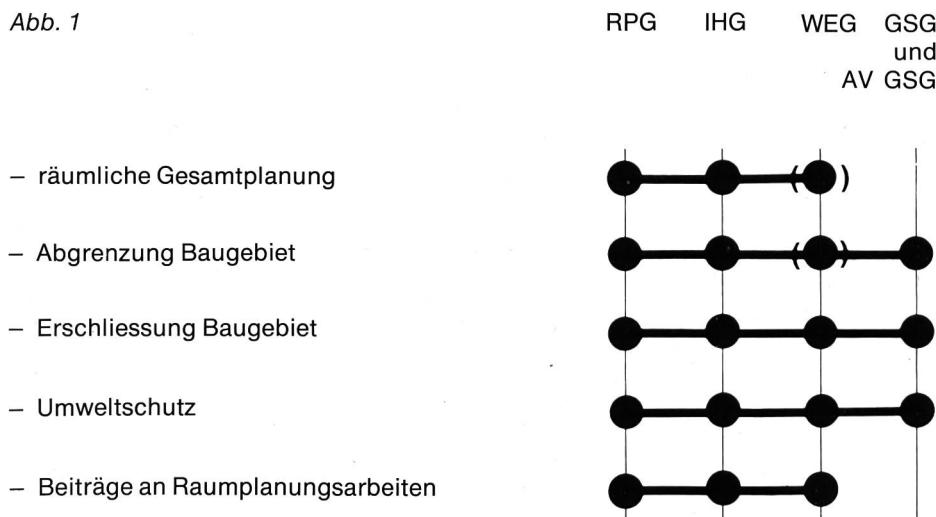 Abb. 1 RPG IHG WEG GSG
und
AV GSG
– räumliche Gesamtplanung ( )
– Abgrenzung Baugebiet ( )
– Erschliessung Baugebiet
– Umweltschutz
– Beiträge an Raumplanungsarbeiten